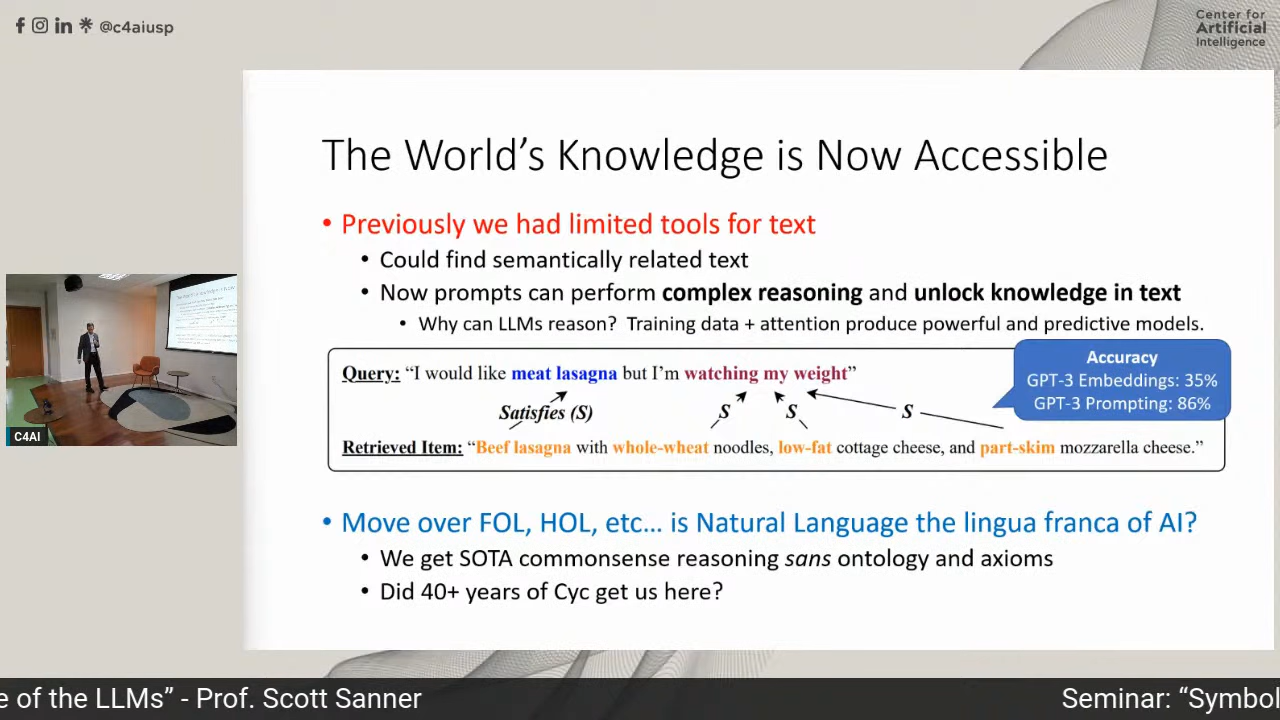 @c4aiusp
Center for
Artificial
Intelligence
The World's Knowledge is Now Accessible
• Previously we had limited tools for text
• Could find semantically related text
• Now prompts can perform complex reasoning and unlock knowledge in text
• Why can LLMs reason? Training data + attention produce powerful and predictive models.
Accuracy
GPT-3 Embeddings: 35%
GPT-3 Prompting: 86%
Query: “I would like meat lasagna but I'm watching my weight”
Satisfies (S) S S S
Retrieved Item: “Beef lasagna with whole-wheat noodles, low-fat cottage cheese, and part-skim mozzarella cheese.”
• Move over FOL, HOL, etc... is Natural Language the lingua franca of AI?
• We get SOTA commonsense reasoning sans ontology and axioms
• Did 40+ years of Cyc get us here?
C4AI
e of the LLMs” - Prof. Scott Sanner
Seminar: “Symbol